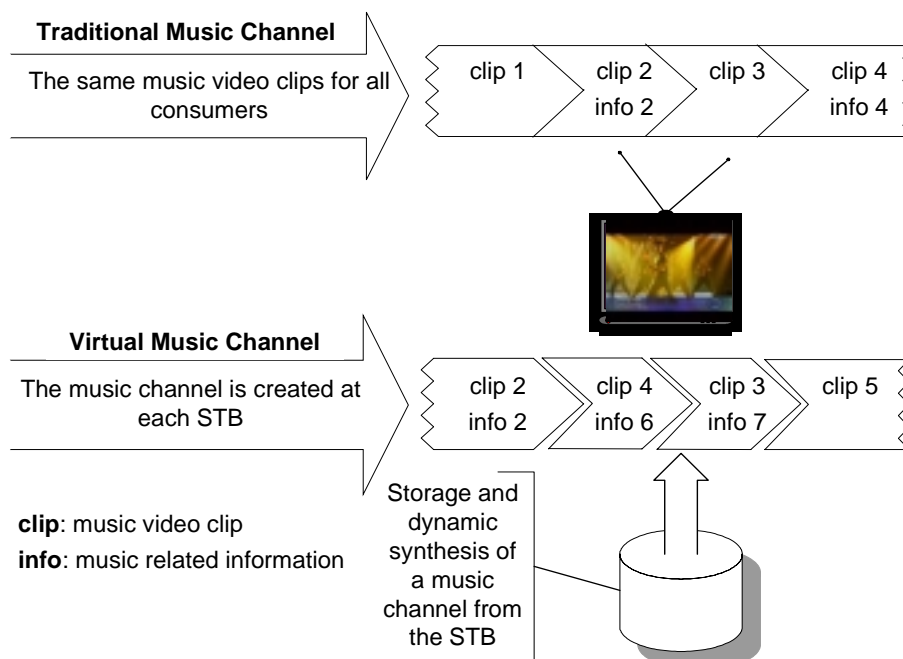 Traditional Music Channel
The same music video clips for all
consumers
clip 1
clip 2
info 2
clip 3
clip 4
info 4
Virtual Music Channel
The music channel is created at
each STB
clip 2
info 2
clip 4
info 6
clip 3
info 7
clip 5
clip: music video clip
info: music related information
Storage and
dynamic
synthesis of
a music
channel from
the STB